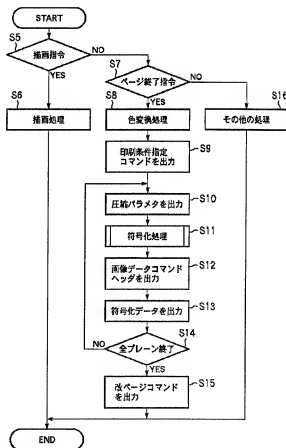 START
S5
描画指令
NO
YES
S7
ページ終了指令
NO
YES
S6
描画処理
S8
色変換処理
S16
その他の処理
印刷条件指定
コマンドを出力
S9
圧縮パラメタを出力
S10
符号化処理
S11
画像データコマンド
ヘッダを出力
S12
符号化データを出力
S13
全プレーン終了
S14
NO
YES
改ページコマンド
を出力
S15
END